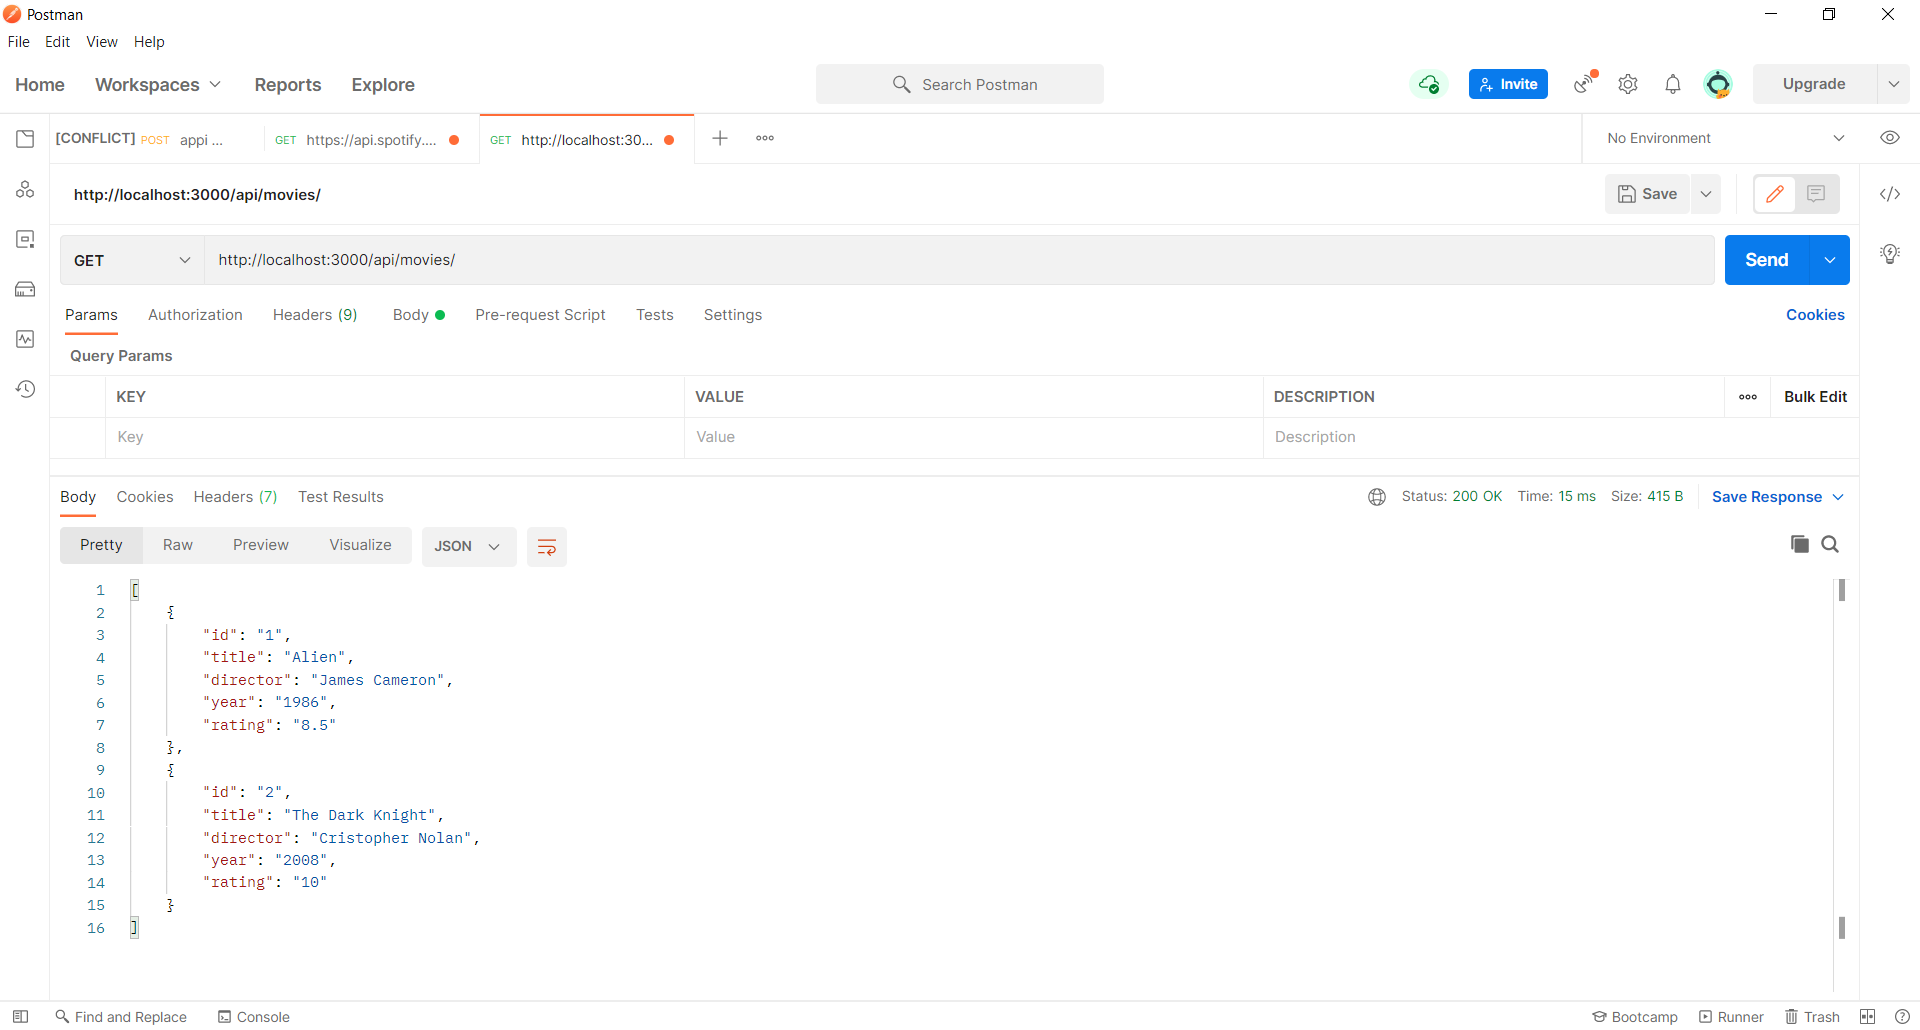 Postman
File Edit View Help
Home Workspaces Reports Explore Search Postman Invite Upgrade
[CONFLICT] POST appi ... GET https://api.spotify.... GET http://localhost:30... No Environment
http://localhost:3000/api/movies/ Save
GET http://localhost:3000/api/movies/ Send
Params Authorization Headers (9) Body Pre-request Script Tests Settings Cookies
Query Params
KEY VALUE DESCRIPTION Bulk Edit
Key Value Description
Body Cookies Headers (7) Test Results Status: 200 OK Time: 15 ms Size: 415 B Save Response
Pretty Raw Preview Visualize JSON
1 [
2 {
3 "id": "1",
4 "title": "Alien",
5 "director": "James Cameron",
6 "year": "1986",
7 "rating": "8.5"
8 },
9 {
10 "id": "2",
11 "title": "The Dark Knight",
12 "director": "Cristopher Nolan",
13 "year": "2008",
14 "rating": "10"
15 }
16 ]
Find and Replace Console Bootcamp Runner Trash